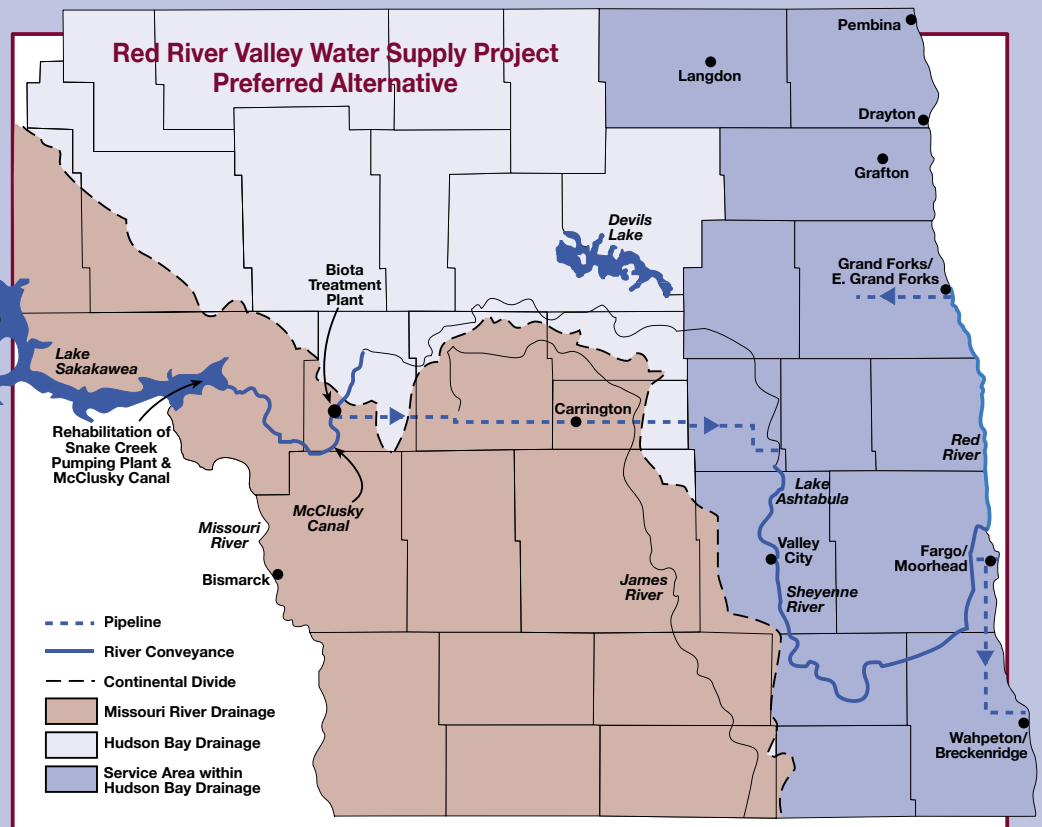 Red River Valley Water Supply Project
Preferred Alternative
Pembina
Langdon
Drayton
Grafton
Devils
Lake
Grand Forks/
E. Grand Forks
Biota
Treatment
Plant
Lake
Sakakawea
Carrington
Rehabilitation of
Snake Creek
Pumping Plant &
McClusky Canal
Red
River
Lake
Ashtabula
McClusky
Canal
Missouri
River
Valley
City
Fargo/
Moorhead
Bismarck
James
River
Sheyenne
River
Pipeline
River Conveyance
Continental Divide
Missouri River Drainage
Hudson Bay Drainage
Service Area within
Hudson Bay Drainage
Wahpeton/
Breckenridge